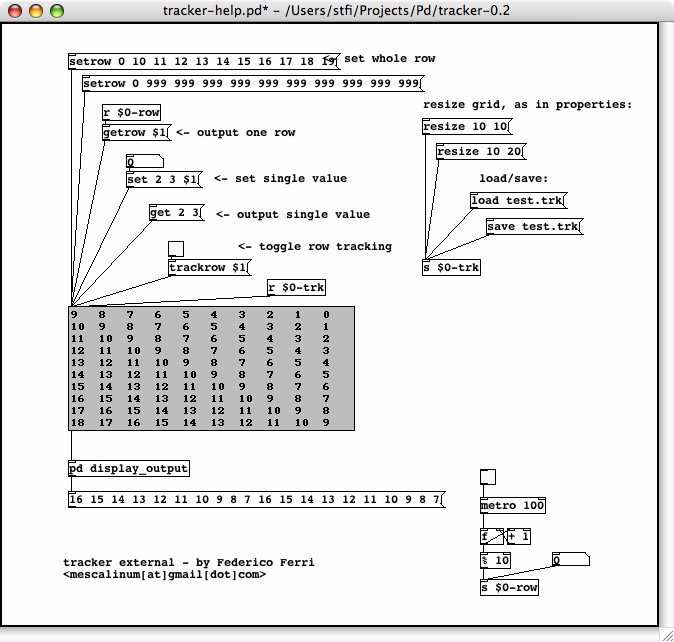 tracker-help.pd* – /Users/stfi/Projects/Pd/tracker-0.2
setrow 0 10 11 12 13 14 15 16 17 18 19
<- set whole row
setrow 0 999 999 999 999 999 999 999 999 999 999
resize grid, as in properties:
r $0-row
getrow $1
<- output one row
resize 10 10
resize 10 20
0
set 2 3 $1
<- set single value
load/save:
load test.trk
get 2 3
<- output single value
save test.trk
<- toggle row tracking
trackrow $1
s $0-trk
r $0-trk
9 8 7 6 5 4 3 2 1 0
10 9 8 7 6 5 4 3 2 1
11 10 9 8 7 6 5 4 3 2
12 11 10 9 8 7 6 5 4 3
13 12 11 10 9 8 7 6 5 4
14 13 12 11 10 9 8 7 6 5
15 14 13 12 11 10 9 8 7 6
16 15 14 13 12 11 10 9 8 7
17 16 15 14 13 12 11 10 9 8
18 17 16 15 14 13 12 11 10 9
pd display_output
16 15 14 13 12 11 10 9 8 7 16 15 14 13 12 11 10 9 8 7
metro 100
f
+ 1
% 10
0
s $0-row
tracker external - by Federico Ferri
<mescalinum[at]gmail[dot]com>